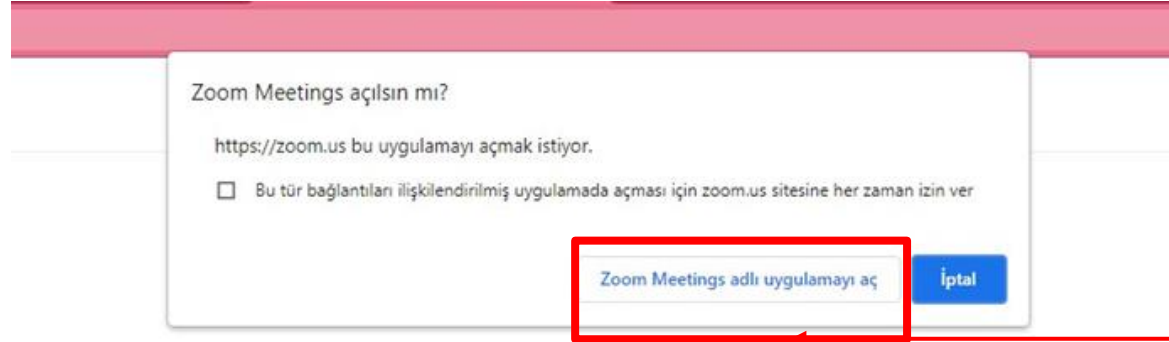 Zoom Meetings açılsın mı?
https://zoom.us bu uygulamayı açmak istiyor.
Bu tür bağlantıları ilişkilendirilmiş uygulamada açması için zoom.us sitesine her zaman izin ver
Zoom Meetings adlı uygulamayı aç
İptal